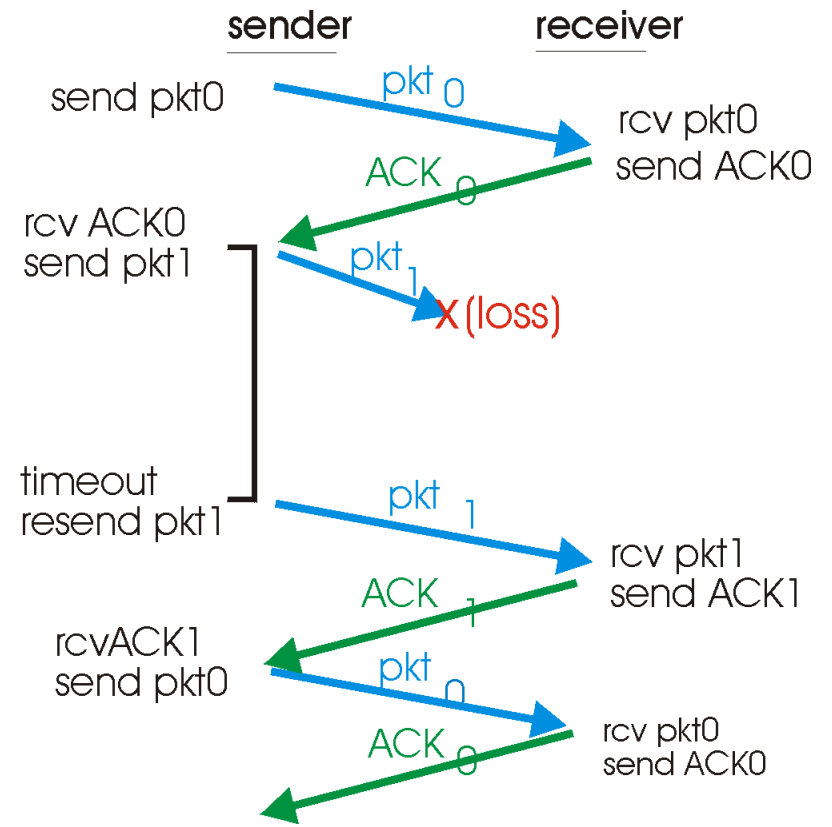 sender
receiver
pkt 0
send pkt0
rcv pkt0
send ACK0
ACK 0
rcv ACK0
send pkt1
pkt 1
X(loss)
timeout
resend pkt1
pkt 1
rcv pkt1
send ACK1
ACK 1
rcvACK1
send pkt0
pkt 0
rcv pkt0
send ACK0
ACK 0